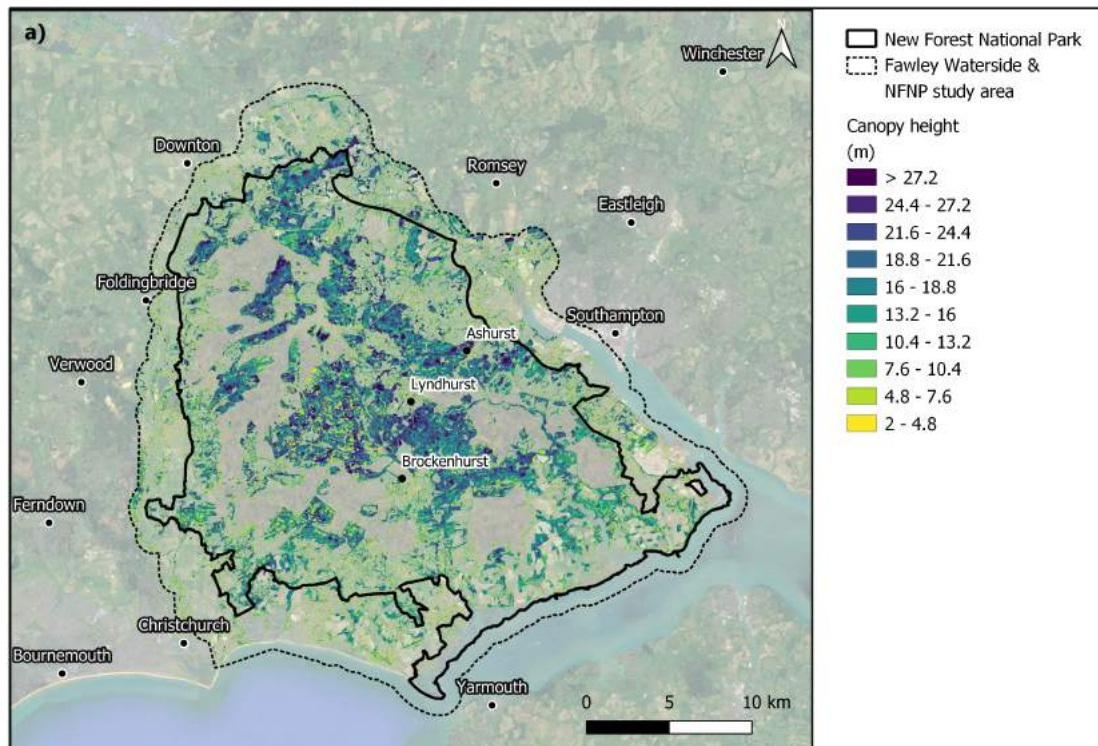 a)
N
Winchester
Downton
Romsey
Eastleigh
Foldingbridge
Southampton
Ashurst
Verwood
Lyndhurst
Brockenhurst
Ferndown
Christchurch
Bournemouth
Yarmouth
0 5 10 km
New Forest National Park
Fawley Waterside &
NFNP study area
Canopy height
(m)
> 27.2
24.4 - 27.2
21.6 - 24.4
18.8 - 21.6
16 - 18.8
13.2 - 16
10.4 - 13.2
7.6 - 10.4
4.8 - 7.6
2 - 4.8